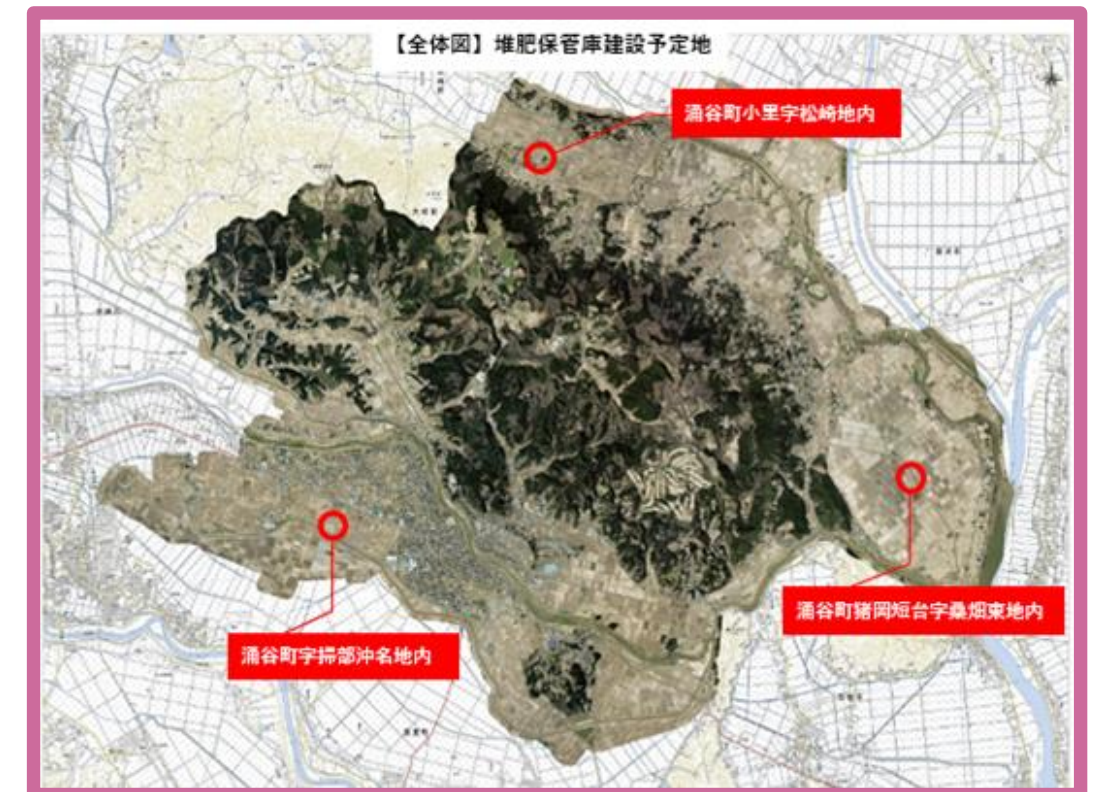 【全体図】堆肥保管庫建設予定地
涌谷町小里字松崎地内
涌谷町猪岡短台字桑畑東地内
涌谷町字掃部沖名地内